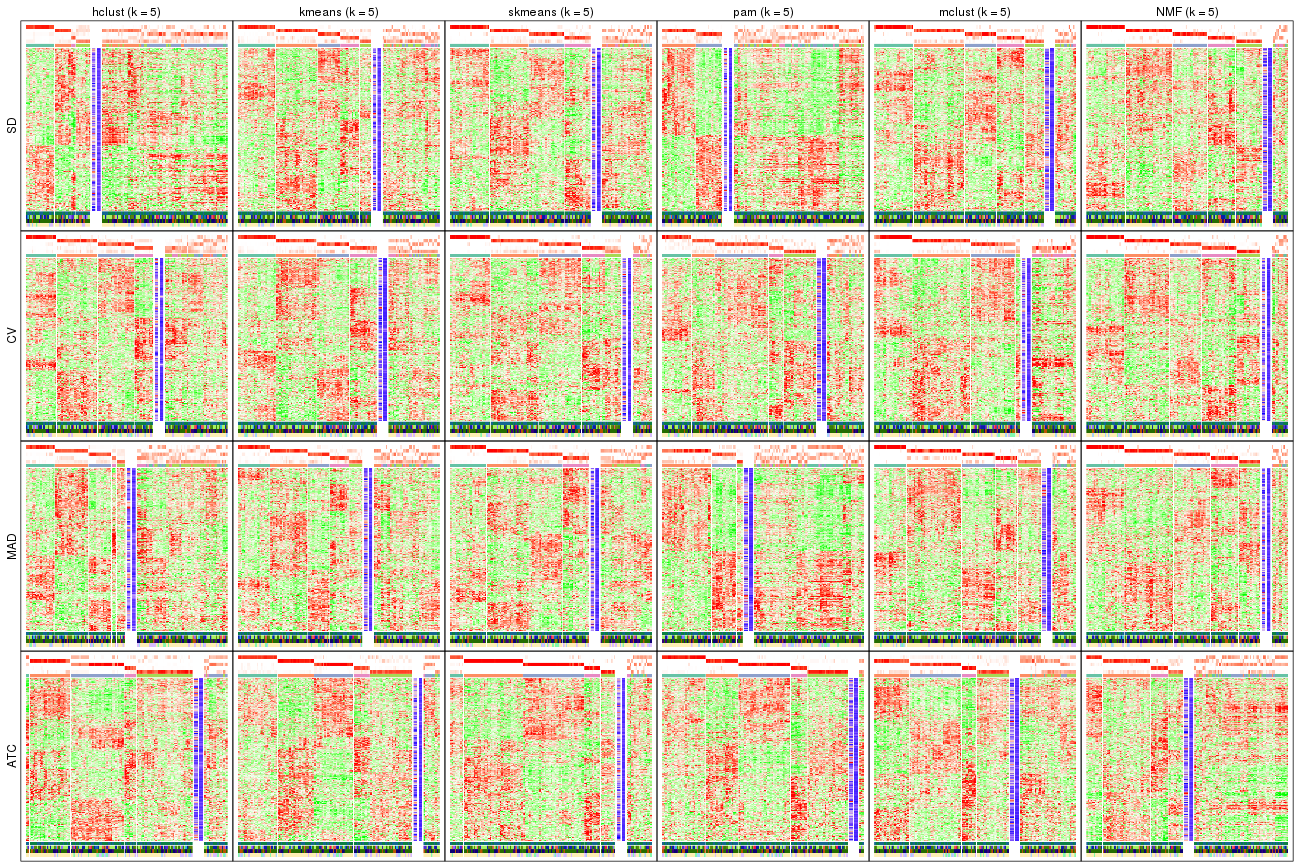 hclust (k = 5) kmeans (k = 5) skmeans (k = 5) pam (k = 5) mclust (k = 5) NMF (k = 5)
SD
CV
MAD
ATC